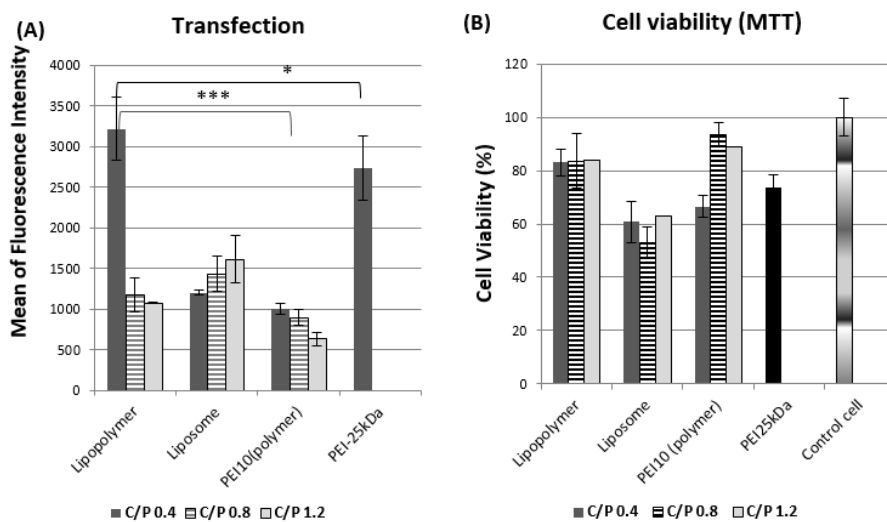 (A)
Transfection
Mean of Fluorescence Intensity
4000
3500
3000
2500
2000
1500
1000
500
0
*
***
Lipopolymer
Liposome
PEI10(polymer)
PEI-25kDa
C/P 0.4 C/P 0.8 C/P 1.2
(B)
Cell viability (MTT)
Cell Viability (%)
120
100
80
60
40
20
0
Lipopolymer
Liposome
PEI10 (polymer)
PEI25kDa
Control cell
C/P 0.4 C/P 0.8 C/P 1.2